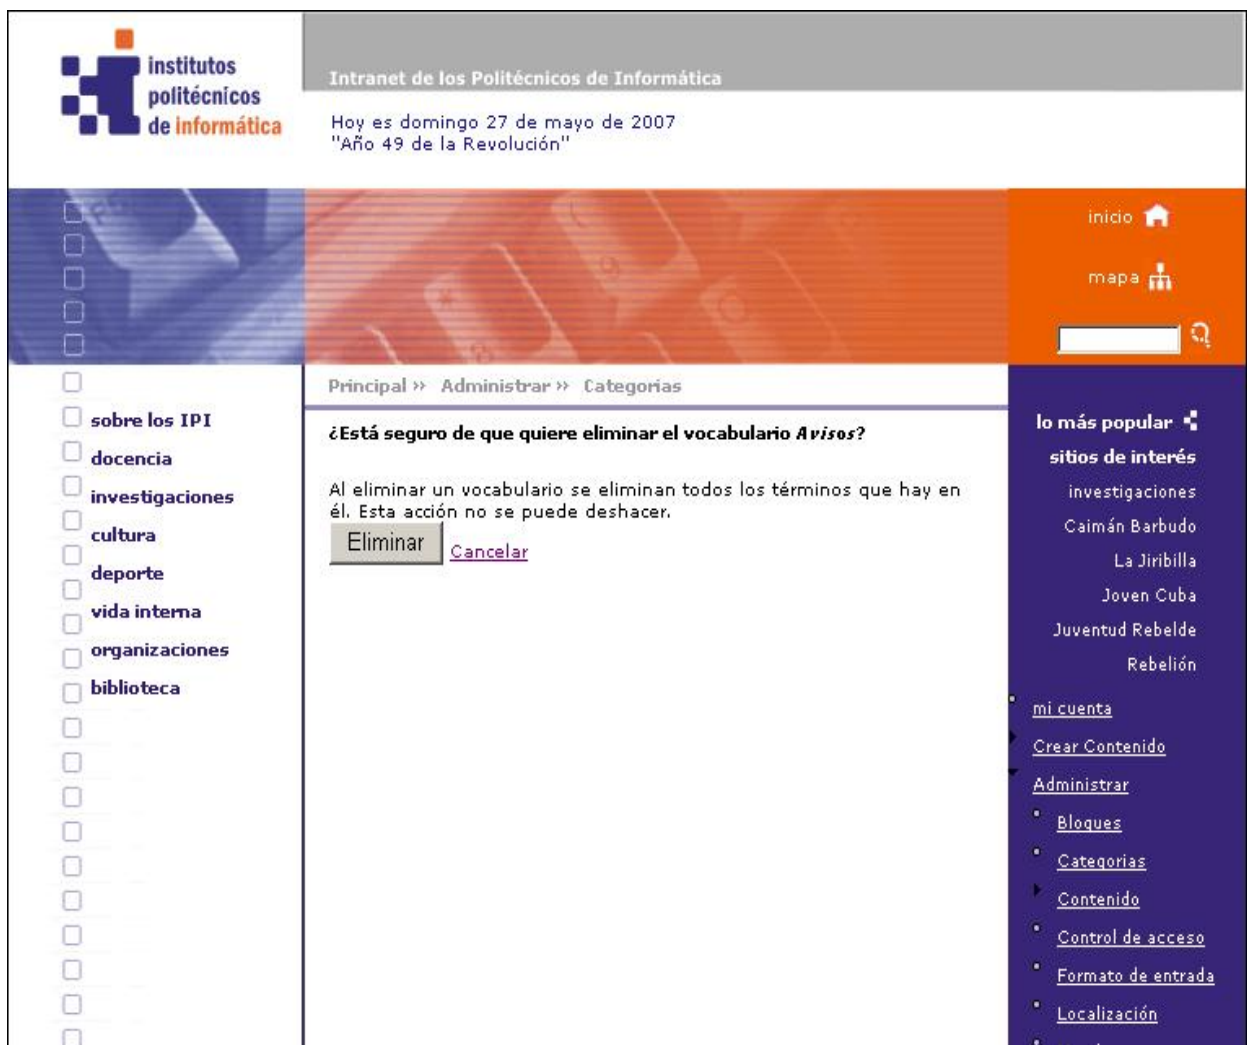 institutos
politécnicos
de informática
Intranet de los Politécnicos de Informática
Hoy es domingo 27 de mayo de 2007
"Año 49 de la Revolución"
inicio
mapa
Principal »  Administrar »  Categorias
sobre los IPI
docencia
investigaciones
cultura
deporte
vida interna
organizaciones
biblioteca
¿Está seguro de que quiere eliminar el vocabulario Avisos?
Al eliminar un vocabulario se eliminan todos los términos que hay en
él. Esta acción no se puede deshacer.
Eliminar Cancelar
lo más popular
sitios de interés
investigaciones
Caimán Barbudo
La Jiribilla
Joven Cuba
Juventud Rebelde
Rebelión
mi cuenta
Crear Contenido
Administrar
Bloques
Categorias
Contenido
Control de acceso
Formato de entrada
Localización